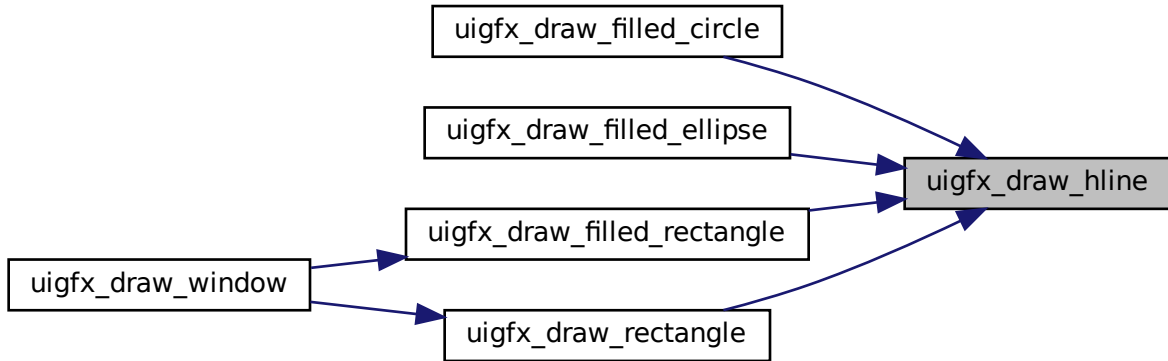 uigfx_draw_filled_circle
uigfx_draw_filled_ellipse
uigfx_draw_hline
uigfx_draw_filled_rectangle
uigfx_draw_window
uigfx_draw_rectangle